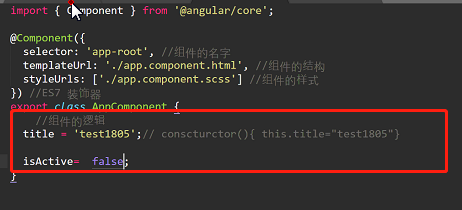 import { Component } from '@angular/core';
@Component({
selector: 'app-root', //组件的名字
templateUrl: './app.component.html', //组件的结构
styleUrls: ['./app.component.scss'] //组件的样式
}) //ES7 装饰器
export class AppComponent {
//组件的逻辑
title = 'test1805';// conscturctor(){ this.title="test1805"}
isActive=  false;
}